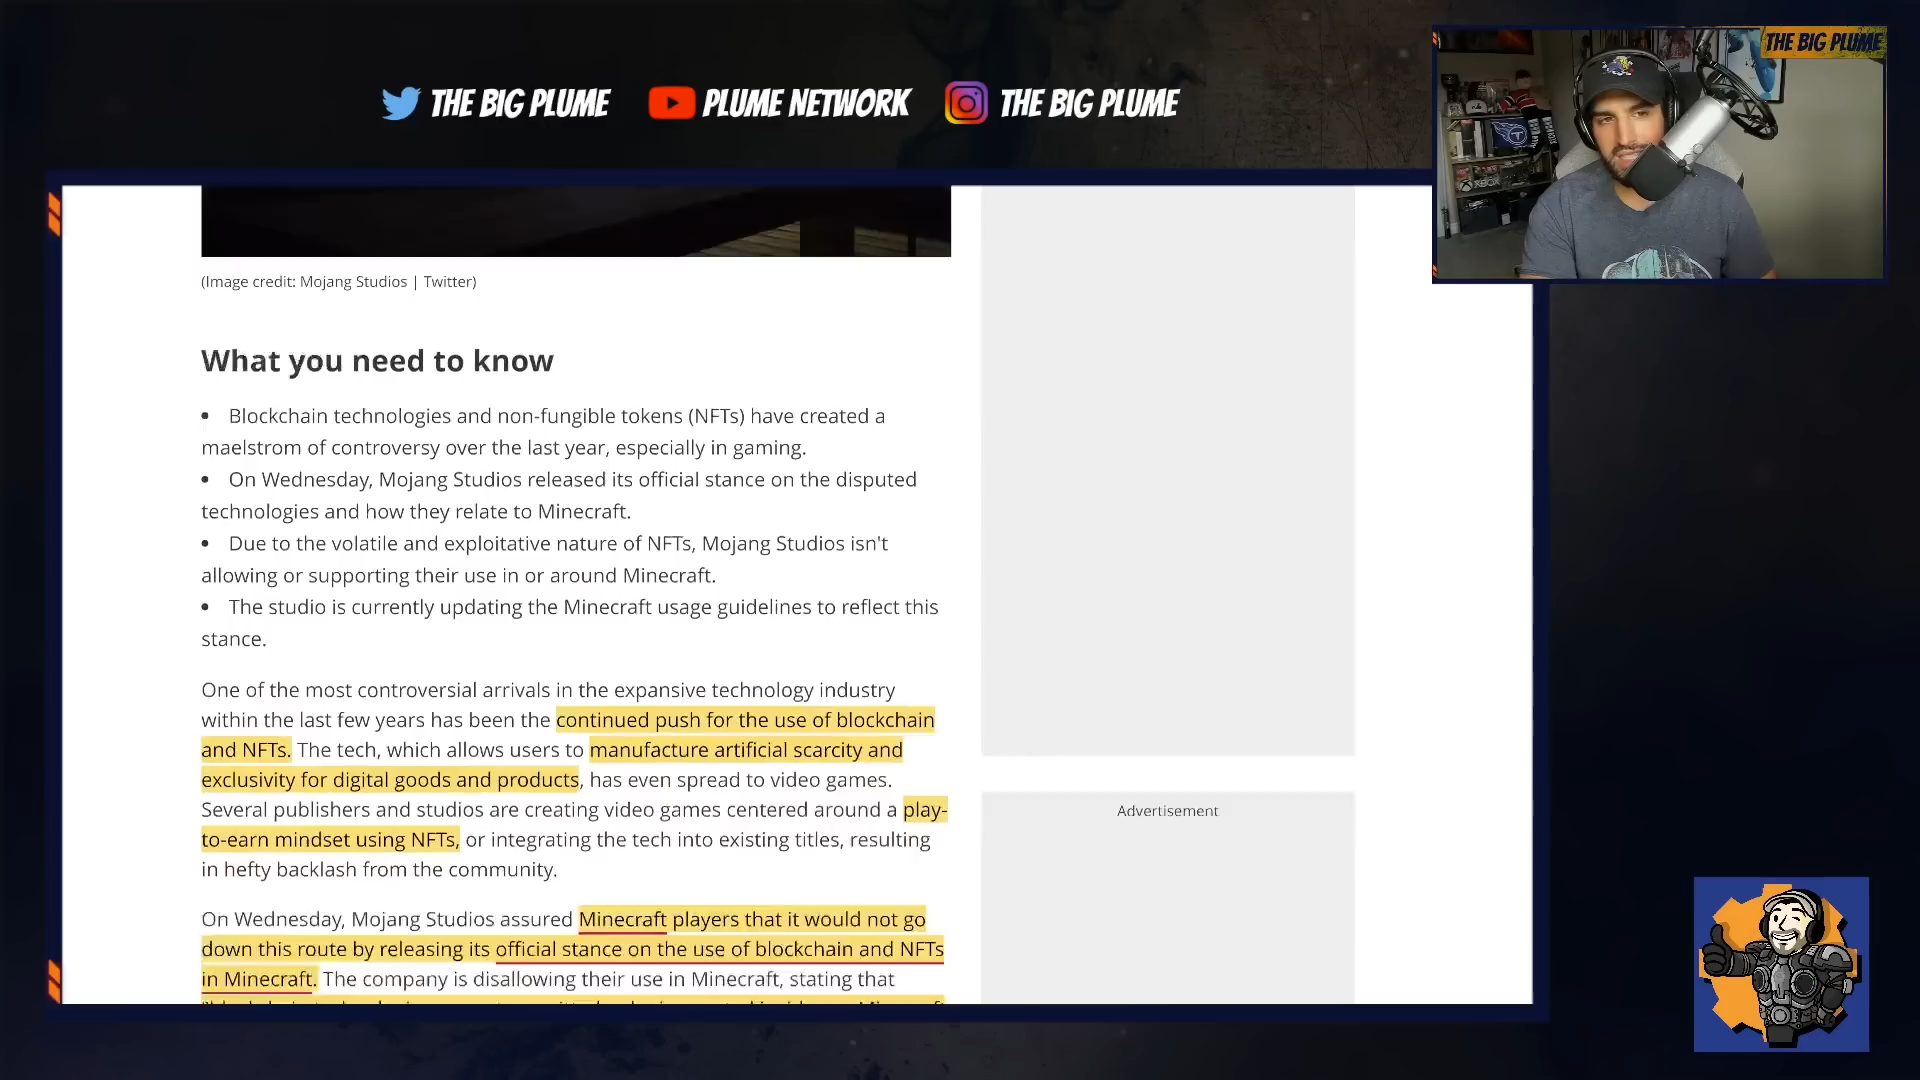 THE BIG PLUME
PLUME NETWORK
THE BIG PLUME
THE BIG PLUME
XBOX
(Image credit: Mojang Studios | Twitter)
What you need to know
• Blockchain technologies and non-fungible tokens (NFTs) have created a
maelstrom of controversy over the last year, especially in gaming.
• On Wednesday, Mojang Studios released its official stance on the disputed
technologies and how they relate to Minecraft.
• Due to the volatile and exploitative nature of NFTs, Mojang Studios isn't
allowing or supporting their use in or around Minecraft.
• The studio is currently updating the Minecraft usage guidelines to reflect this
stance.
One of the most controversial arrivals in the expansive technology industry
within the last few years has been the continued push for the use of blockchain
and NFTs. The tech, which allows users to manufacture artificial scarcity and
exclusivity for digital goods and products, has even spread to video games.
Several publishers and studios are creating video games centered around a play-
to-earn mindset using NFTs, or integrating the tech into existing titles, resulting
in hefty backlash from the community.
On Wednesday, Mojang Studios assured Minecraft players that it would not go
down this route by releasing its official stance on the use of blockchain and NFTs
in Minecraft. The company is disallowing their use in Minecraft, stating that
Advertisement